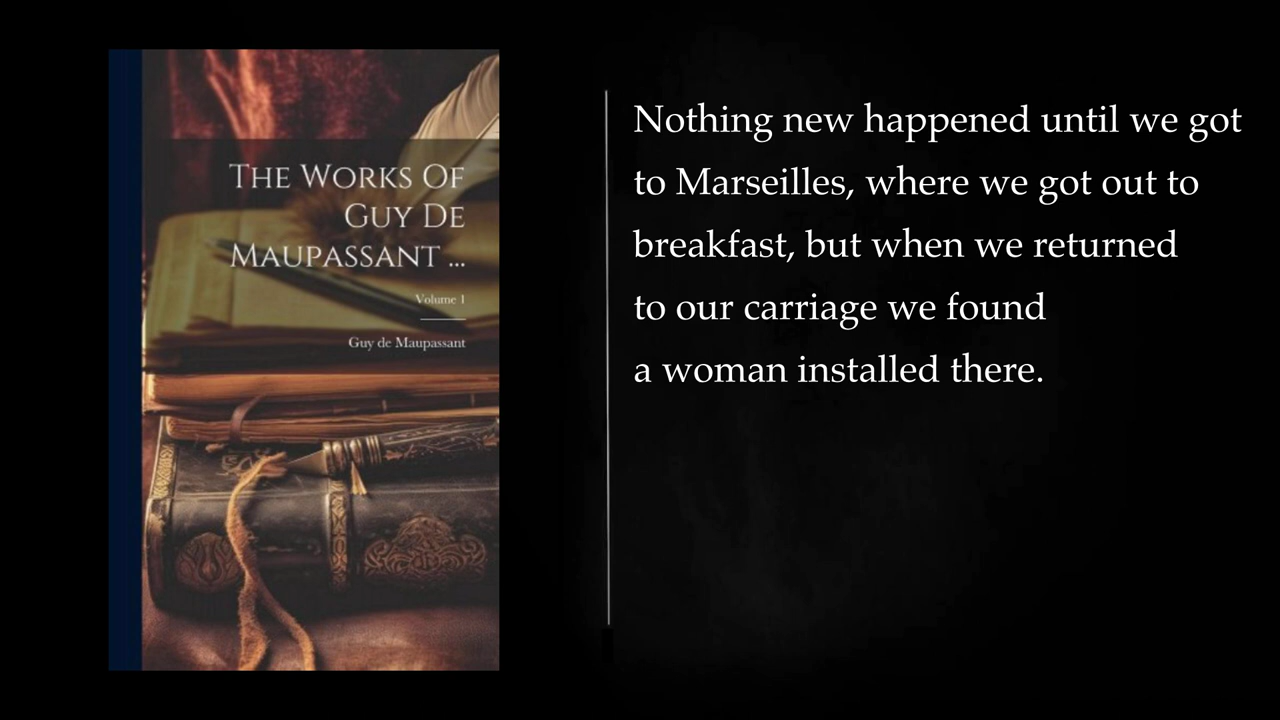 THE WORKS OF
GUY DE
MAUPASSANT ...
Volume 1
Guy de Maupassant
Nothing new happened until we got
to Marseilles, where we got out to
breakfast, but when we returned
to our carriage we found
a woman installed there.